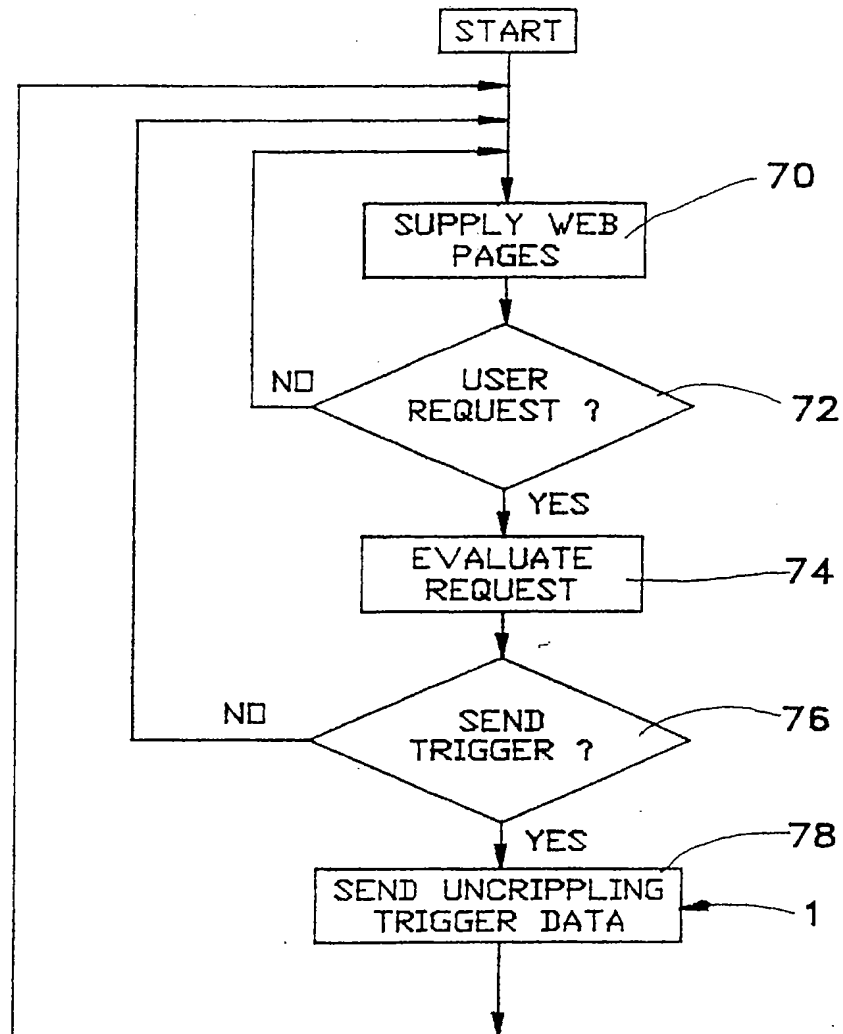 START
70
SUPPLY WEB
PAGES
NO
USER
REQUEST ?
72
YES
EVALUATE
REQUEST
74
NO
SEND
TRIGGER ?
76
YES
78
SEND UNCRIPPLING
TRIGGER DATA
1